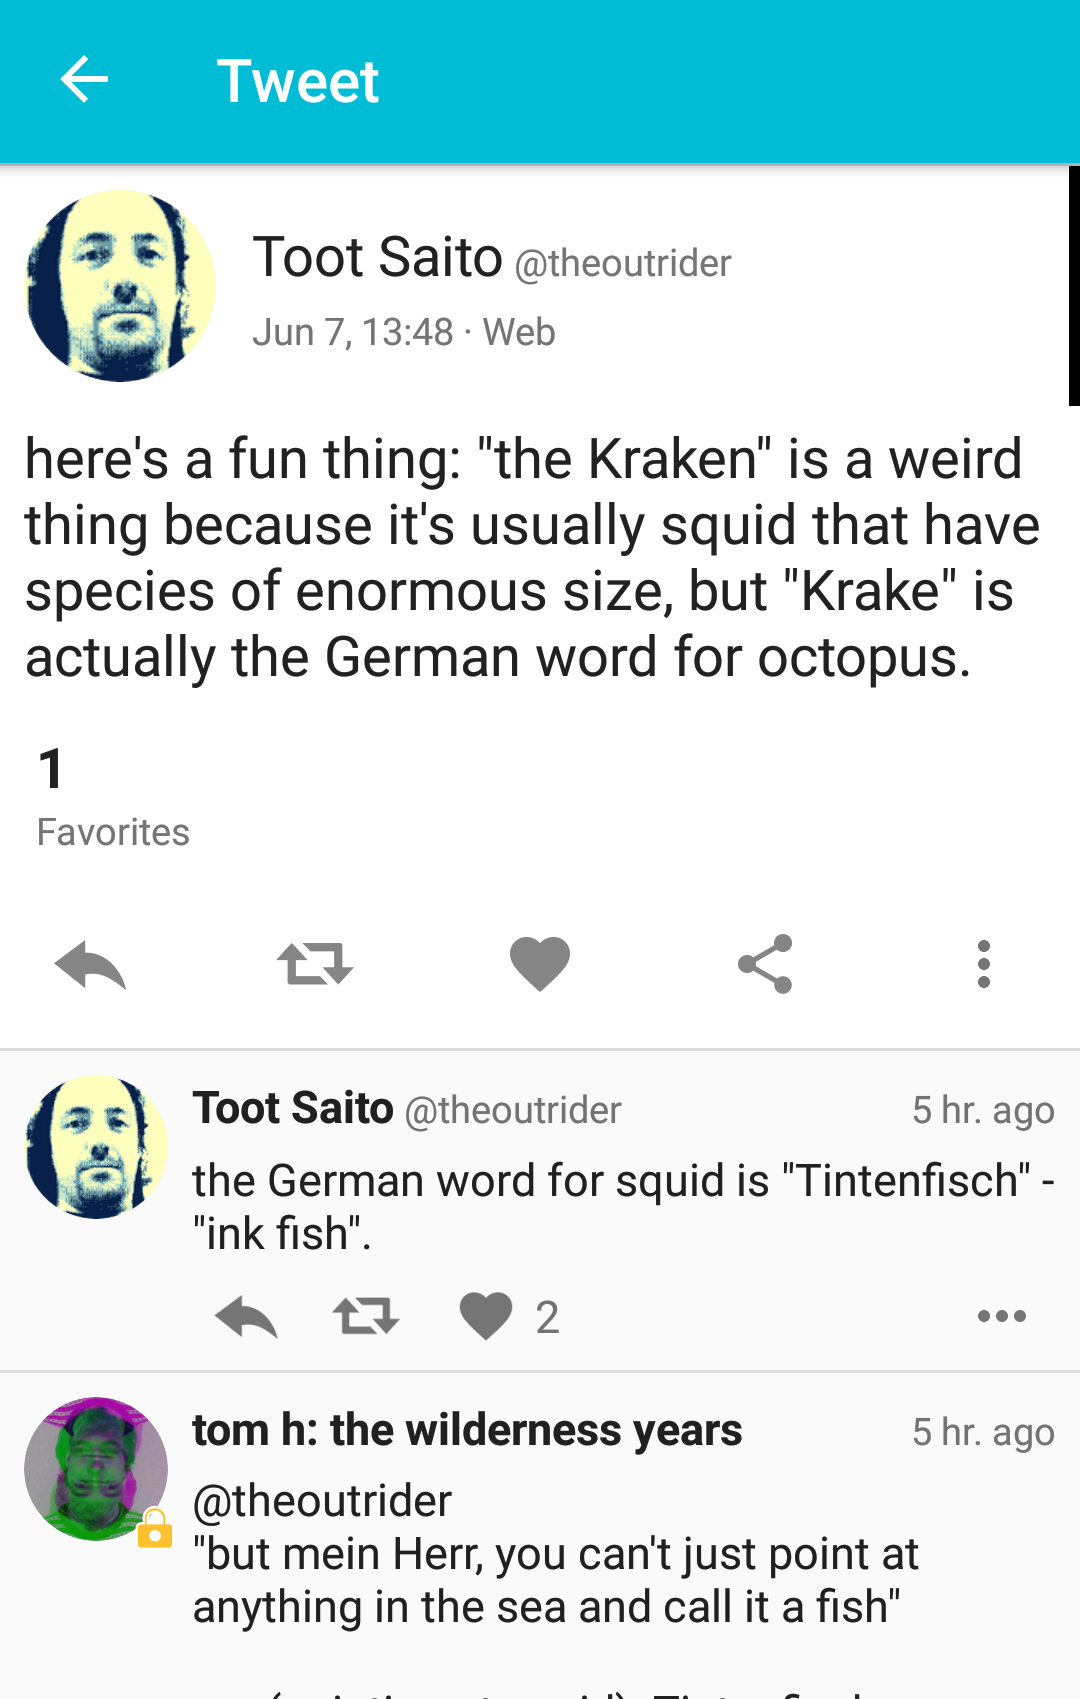 Tweet
Toot Saito @theoutrider
Jun 7, 13:48 · Web
here's a fun thing: "the Kraken" is a weird
thing because it's usually squid that have
species of enormous size, but "Krake" is
actually the German word for octopus.
1
Favorites
Toot Saito @theoutrider 5 hr. ago
the German word for squid is "Tintenfisch" -
"ink fish".
2
tom h: the wilderness years 5 hr. ago
@theoutrider
"but mein Herr, you can't just point at
anything in the sea and call it a fish"